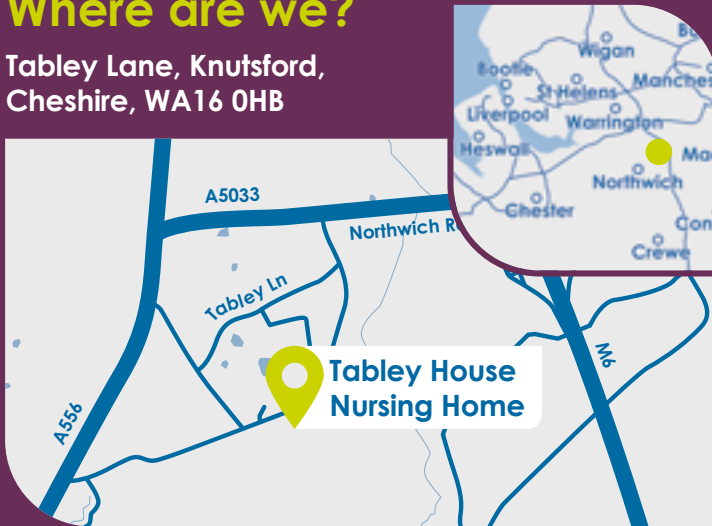 Where are we?
Tabley Lane, Knutsford,
Cheshire, WA16 0HB
Wigan
Bootle
St Helens
Liverpool
Warrington
Heswall
Northwich
Chester
Crewe
A5033
Northwich
Tabley Ln
Tabley House
Nursing Home
M6
A556